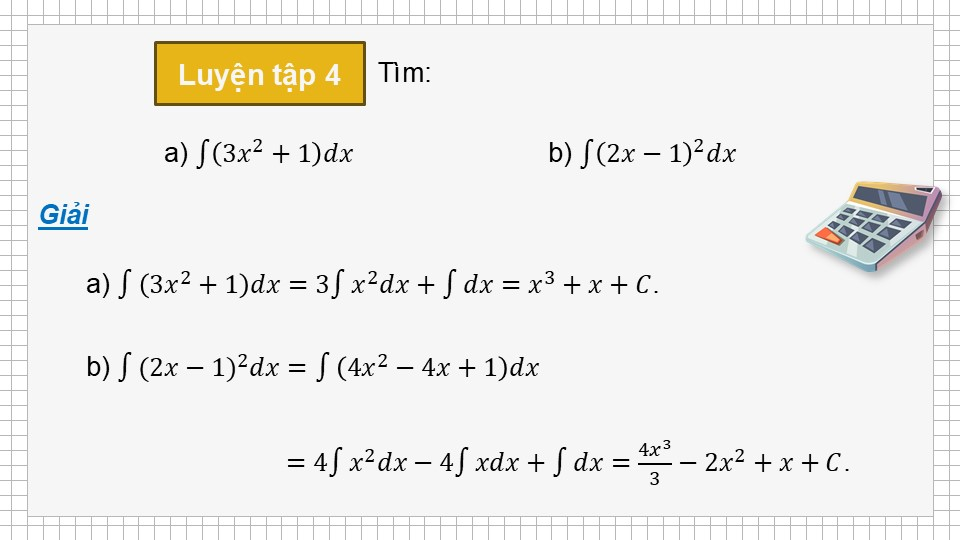 Luyện tập 4 Tìm:
a) ∫(3x² + 1)dx b) ∫(2x − 1)²dx
Giải
a) ∫ (3x² + 1)dx = 3∫ x²dx + ∫ dx = x³ + x + C.
b) ∫ (2x − 1)²dx = ∫ (4x² − 4x + 1)dx
= 4∫ x²dx − 4∫ xdx + ∫ dx = 4x³/3 − 2x² + x + C.